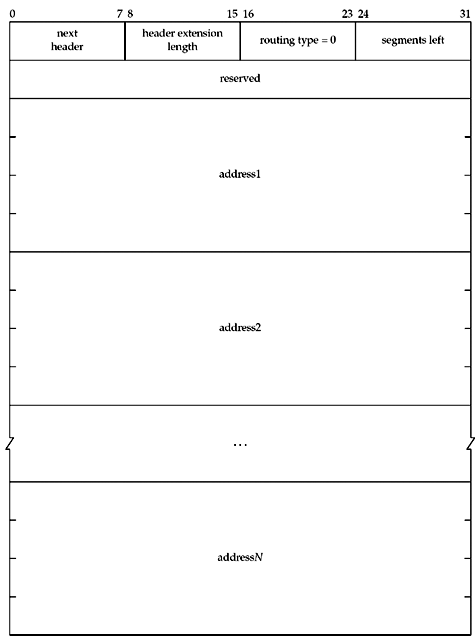 0 7 8 15 16 23 24 31
next header extension routing type = 0 segments left
header length
reserved
address1
address2
...
addressN